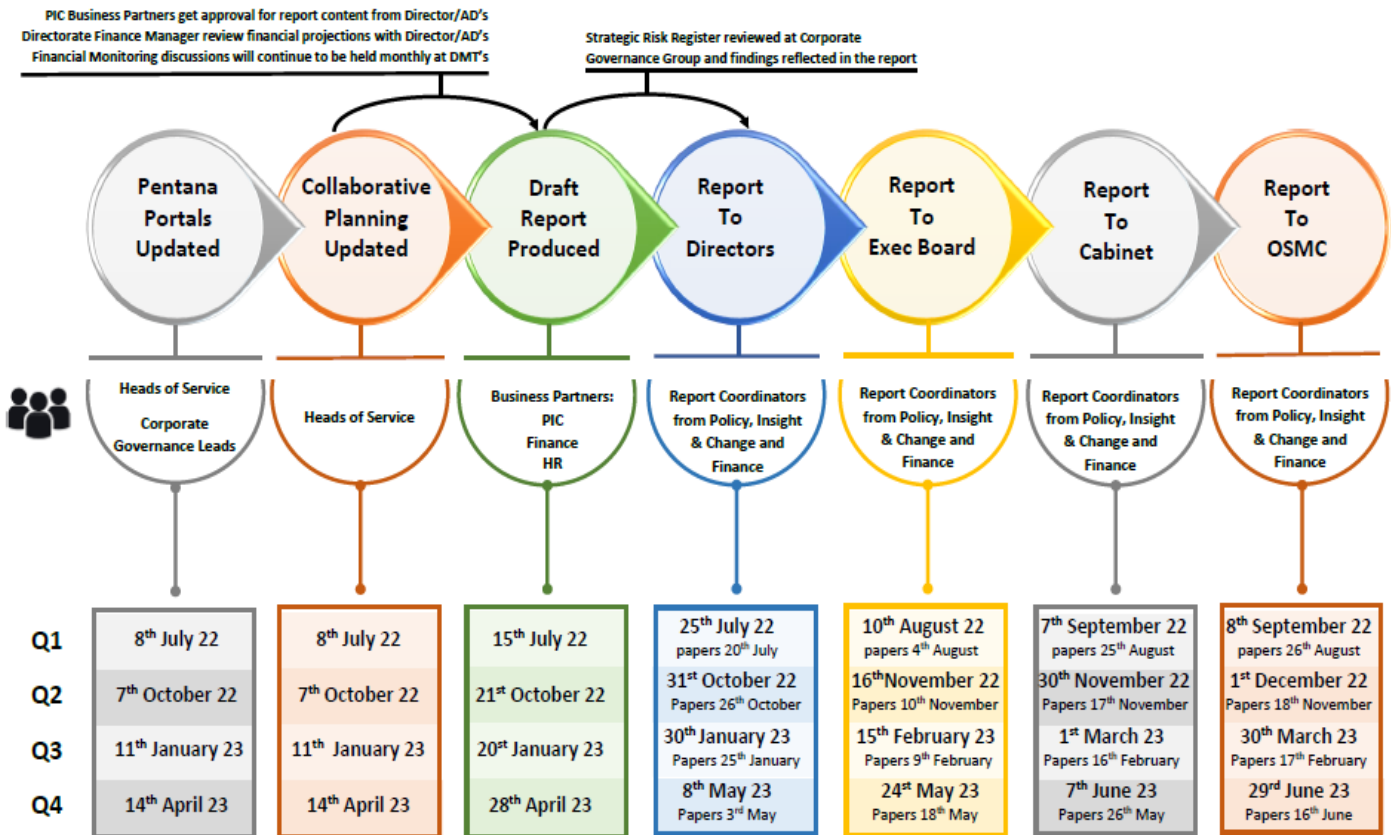 PIC Business Partners get approval for report content from Director/AD's
Directorate Finance Manager review financial projections with Director/AD's
Financial Monitoring discussions will continue to be held monthly at DMT's
Strategic Risk Register reviewed at Corporate
Governance Group and findings reflected in the report
Pentana
Portals
Updated
Collaborative
Planning
Updated
Draft
Report
Produced
Report
To
Directors
Report
To
Exec Board
Report
To
Cabinet
Report
To
OSMC
Heads of Service
Corporate
Governance Leads
Heads of Service
Business Partners:
PIC
Finance
HR
Report Coordinators
from Policy, Insight
& Change and
Finance
Report Coordinators
from Policy, Insight
& Change and
Finance
Report Coordinators
from Policy, Insight
& Change and
Finance
Report Coordinators
from Policy, Insight
& Change and
Finance
Q1
8th July 22
8th July 22
15th July 22
25th July 22
papers 20th July
10th August 22
papers 4th August
7th September 22
papers 25th August
8th September 22
papers 26th August
Q2
7th October 22
7th October 22
21st October 22
31st October 22
Papers 26th October
16th November 22
Papers 10th November
30th November 22
Papers 17th November
1st December 22
Papers 18th November
Q3
11th January 23
11th January 23
20st January 23
30th January 23
Papers 25th January
15th February 23
Papers 9th February
1st March 23
Papers 16th February
30th March 23
Papers 17th February
Q4
14th April 23
14th April 23
28th April 23
8th May 23
Papers 3rd May
24st May 23
Papers 18th May
7th June 23
Papers 26th May
29rd June 23
Papers 16th June